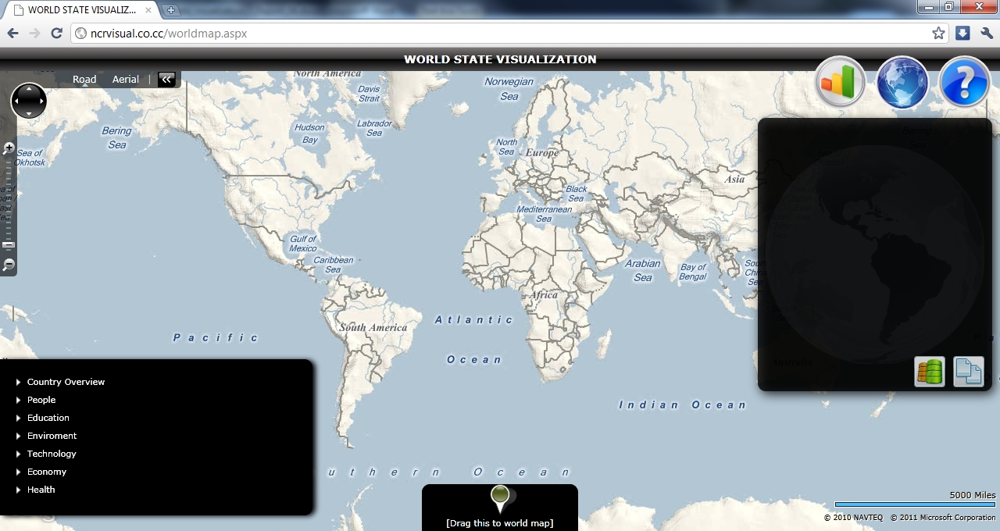 WORLD STATE VISUALIZ...
ncrvisual.co.cc/worldmap.aspx
WORLD STATE VISUALIZATION
Road Aerial
North America
Davis
Strait
Norwegian
Sea
Hudson
Bay
Labrador
Sea
Bering
Sea
Sea of
Okhotsk
North
Sea
Europe
Asia
Black
Sea
Mediterranean
Sea
Gulf of
Mexico
Caribbean
Sea
Arabian
Sea
Bay of
Bengal
South
China
Sea
Africa
South America
Atlantic
Ocean
Pacific
Indian Ocean
Australia
Country Overview
People
Education
Enviroment
Technology
Economy
Health
uthern Ocean
[Drag this to world map]
5000 Miles
© 2010 NAVTEQ © 2011 Microsoft Corporation